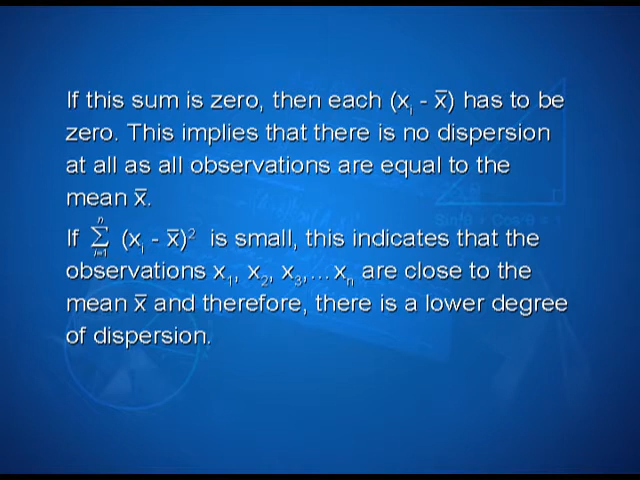 If this sum is zero, then each (xᵢ - x̅) has to be
zero. This implies that there is no dispersion
at all as all observations are equal to the
mean x̅.
If ∑ⁿᵢ₌₁ (xᵢ - x̅)² is small, this indicates that the
observations x₁, x₂, x₃,...xₙ are close to the
mean x̅ and therefore, there is a lower degree
of dispersion.